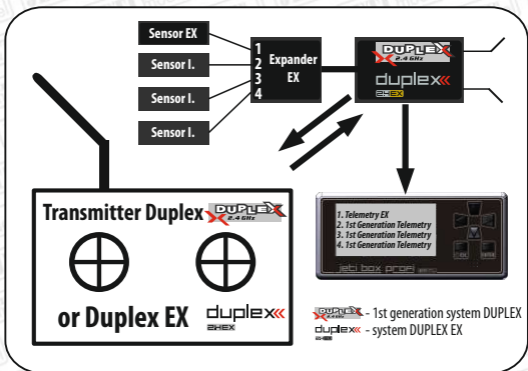 Sensor EX
Sensor I.
Sensor I.
Sensor I.
1
2
3
4
Expander
EX
DUPLEX
2.4 GHz
duplex
2.4EX
Transmitter Duplex DUPLEX
2.4 GHz
or Duplex EX duplex
2.4EX
1. Telemetry EX
2. 1st Generation Telemetry
3. 1st Generation Telemetry
4. 1st Generation Telemetry
jeti box profi
DUPLEX - 1st generation system DUPLEX
duplex - system DUPLEX EX